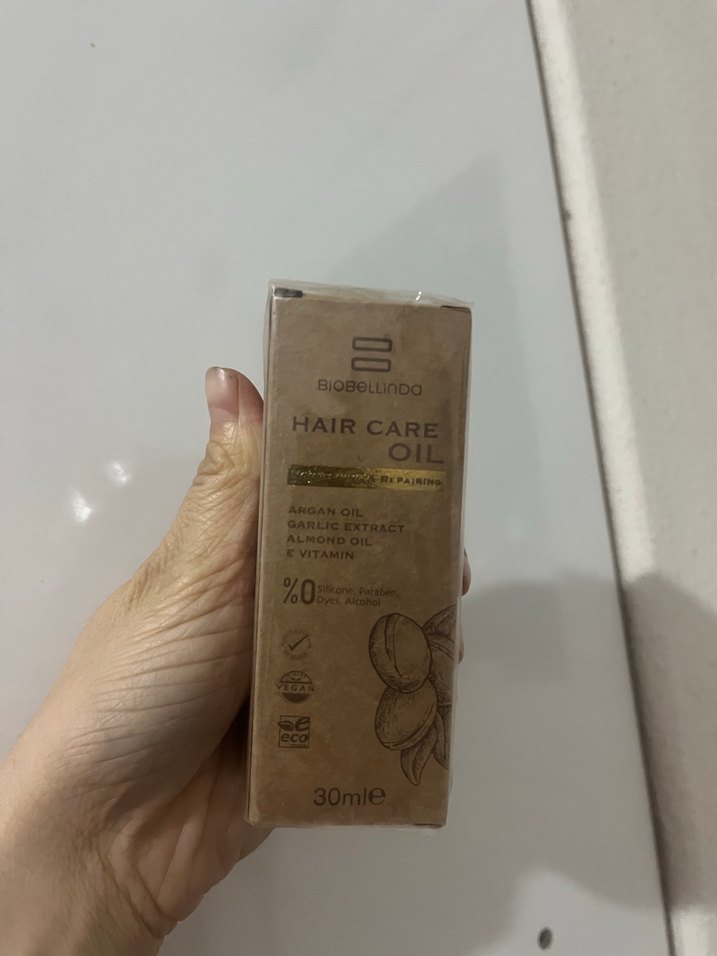 BIOBELLINDA
HAIR CARE
OIL
& REPAIRING
ARGAN OIL
GARLIC EXTRACT
ALMOND OIL
E VITAMIN
%0 Silicone, Paraben,
Dyes, Alcohol
VEGAN
eco
30ml e